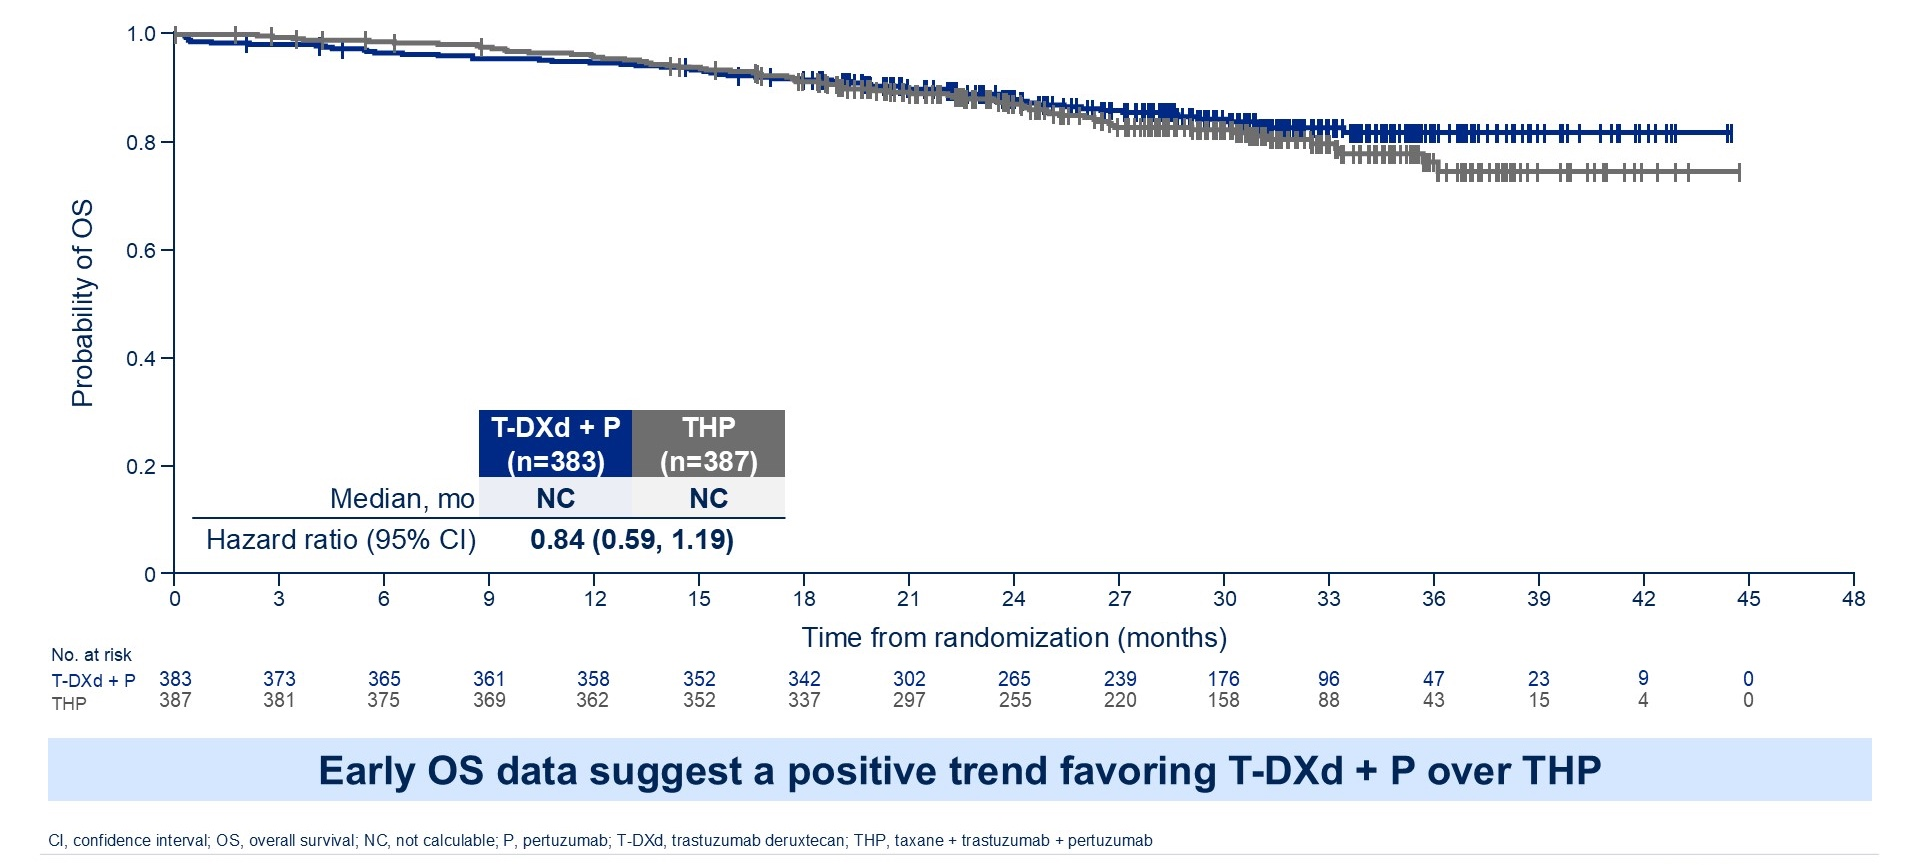 1.0
0.8
0.6
0.4
0.2
0
Probability of OS
T-DXd + P THP
(n=383) (n=387)
Median, mo NC NC
Hazard ratio (95% CI) 0.84 (0.59, 1.19)
0 3 6 9 12 15 18 21 24 27 30 33 36 39 42 45 48
Time from randomization (months)
No. at risk
T-DXd + P 383 373 365 361 358 352 342 302 265 239 176 96 47 23 9 0
THP 387 381 375 369 362 352 337 297 255 220 158 88 43 15 4 0
Early OS data suggest a positive trend favoring T-DXd + P over THP
CI, confidence interval; OS, overall survival; NC, not calculable; P, pertuzumab; T-DXd, trastuzumab deruxtecan; THP, taxane + trastuzumab + pertuzumab